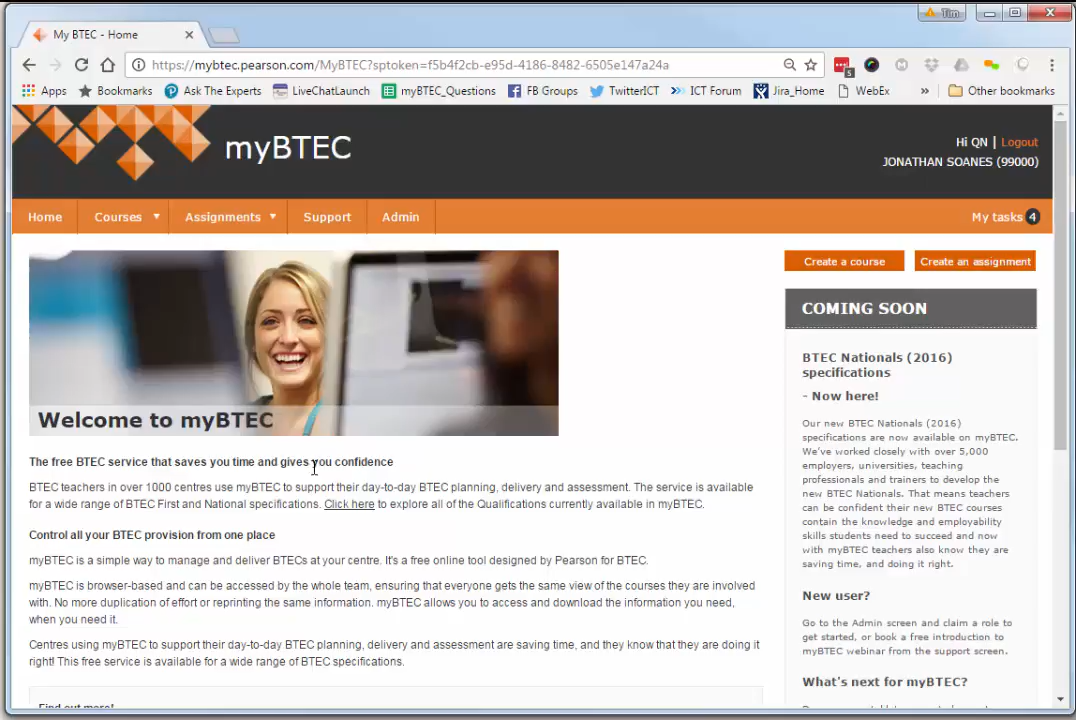 Tim
My BTEC - Home
https://mybtec.pearson.com/MyBTEC?sptoken=f5b4f2cb-e95d-4186-8482-6505e147a24a
5
Apps Bookmarks Ask The Experts LiveChatLaunch myBTEC_Questions FB Groups TwitterICT ICT Forum Jira_Home WebEx » Other bookmarks
myBTEC
Hi QN | Logout
JONATHAN SOANES (99000)
Home Courses Assignments Support Admin My tasks 4
Create a course Create an assignment
Welcome to myBTEC
The free BTEC service that saves you time and gives you confidence
BTEC teachers in over 1000 centres use myBTEC to support their day-to-day BTEC planning, delivery and assessment. The service is available
for a wide range of BTEC First and National specifications. Click here to explore all of the Qualifications currently available in myBTEC.
Control all your BTEC provision from one place
myBTEC is a simple way to manage and deliver BTECs at your centre. It's a free online tool designed by Pearson for BTEC.
myBTEC is browser-based and can be accessed by the whole team, ensuring that everyone gets the same view of the courses they are involved
with. No more duplication of effort or reprinting the same information. myBTEC allows you to access and download the information you need,
when you need it.
Centres using myBTEC to support their day-to-day BTEC planning, delivery and assessment are saving time, and they know that they are doing it
right! This free service is available for a wide range of BTEC specifications.
Find out more!
COMING SOON
BTEC Nationals (2016)
specifications
- Now here!
Our new BTEC Nationals (2016)
specifications are now available on myBTEC.
We've worked closely with over 5,000
employers, universities, teaching
professionals and trainers to develop the
new BTEC Nationals. That means teachers
can be confident their new BTEC courses
contain the knowledge and employability
skills students need to succeed and now
with myBTEC teachers also know they are
saving time, and doing it right.
New user?
Go to the Admin screen and claim a role to
get started, or book a free introduction to
myBTEC webinar from the support screen.
What's next for myBTEC?